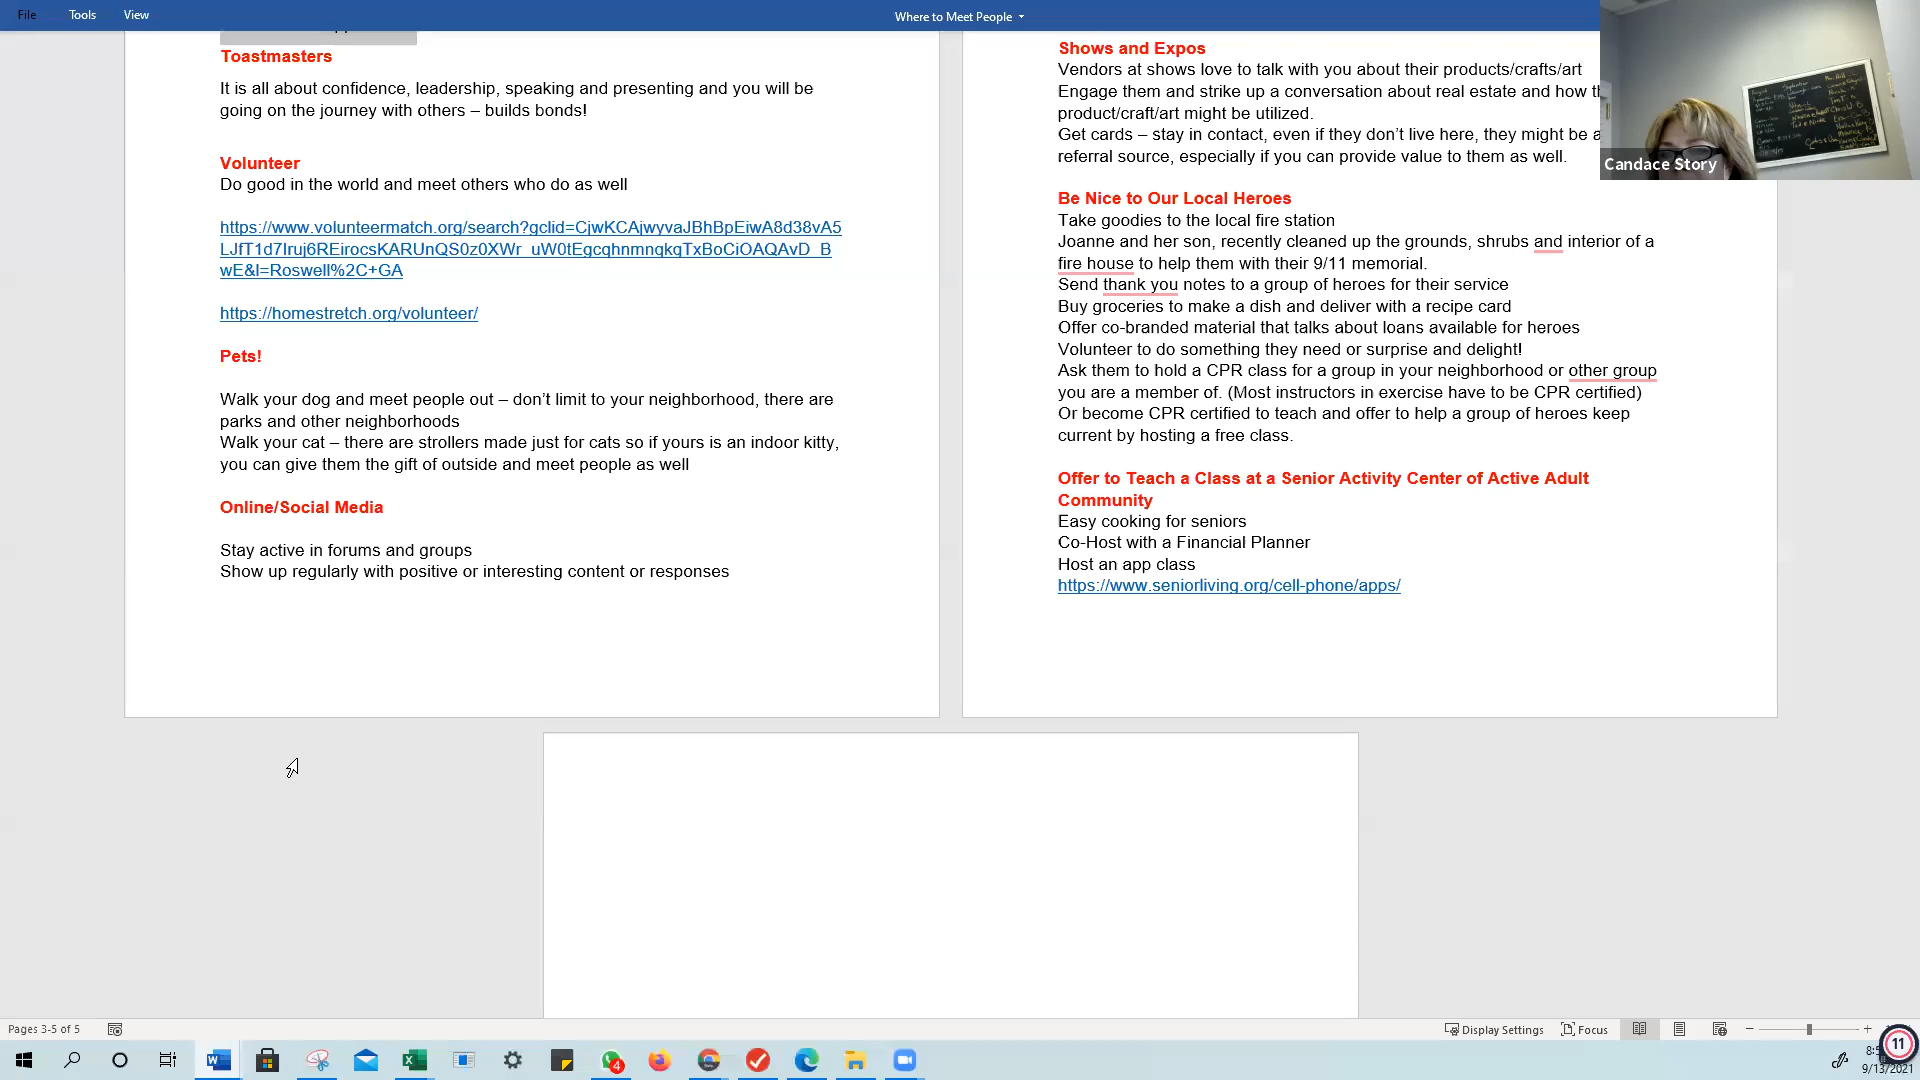 File Tools View
Where to Meet People
Toastmasters
It is all about confidence, leadership, speaking and presenting and you will be
going on the journey with others – builds bonds!
Volunteer
Do good in the world and meet others who do as well
https://www.volunteermatch.org/search?gclid=CjwKCAjwyvaJBhBpEiwA8d38vA5
LJfT1d7Iruj6REirocsKARUnQS0z0XWr_uW0tEgcqhnmnqkqTxBoCiOAQAvD_B
wE&l=Roswell%2C+GA
https://homestretch.org/volunteer/
Pets!
Walk your dog and meet people out – don’t limit to your neighborhood, there are
parks and other neighborhoods
Walk your cat – there are strollers made just for cats so if yours is an indoor kitty,
you can give them the gift of outside and meet people as well
Online/Social Media
Stay active in forums and groups
Show up regularly with positive or interesting content or responses
Shows and Expos
Vendors at shows love to talk with you about their products/crafts/art
Engage them and strike up a conversation about real estate and how
product/craft/art might be utilized.
Get cards – stay in contact, even if they don’t live here, they might be a
referral source, especially if you can provide value to them as well.
Be Nice to Our Local Heroes
Take goodies to the local fire station
Joanne and her son, recently cleaned up the grounds, shrubs and interior of a
fire house to help them with their 9/11 memorial.
Send thank you notes to a group of heroes for their service
Buy groceries to make a dish and deliver with a recipe card
Offer co-branded material that talks about loans available for heroes
Volunteer to do something they need or surprise and delight!
Ask them to hold a CPR class for a group in your neighborhood or other group
you are a member of. (Most instructors in exercise have to be CPR certified)
Or become CPR certified to teach and offer to help a group of heroes keep
current by hosting a free class.
Offer to Teach a Class at a Senior Activity Center of Active Adult
Community
Easy cooking for seniors
Co-Host with a Financial Planner
Host an app class
https://www.seniorliving.org/cell-phone/apps/
Candace Story
Pages 3-5 of 5
Display Settings
Focus
4
11
9/13/2021